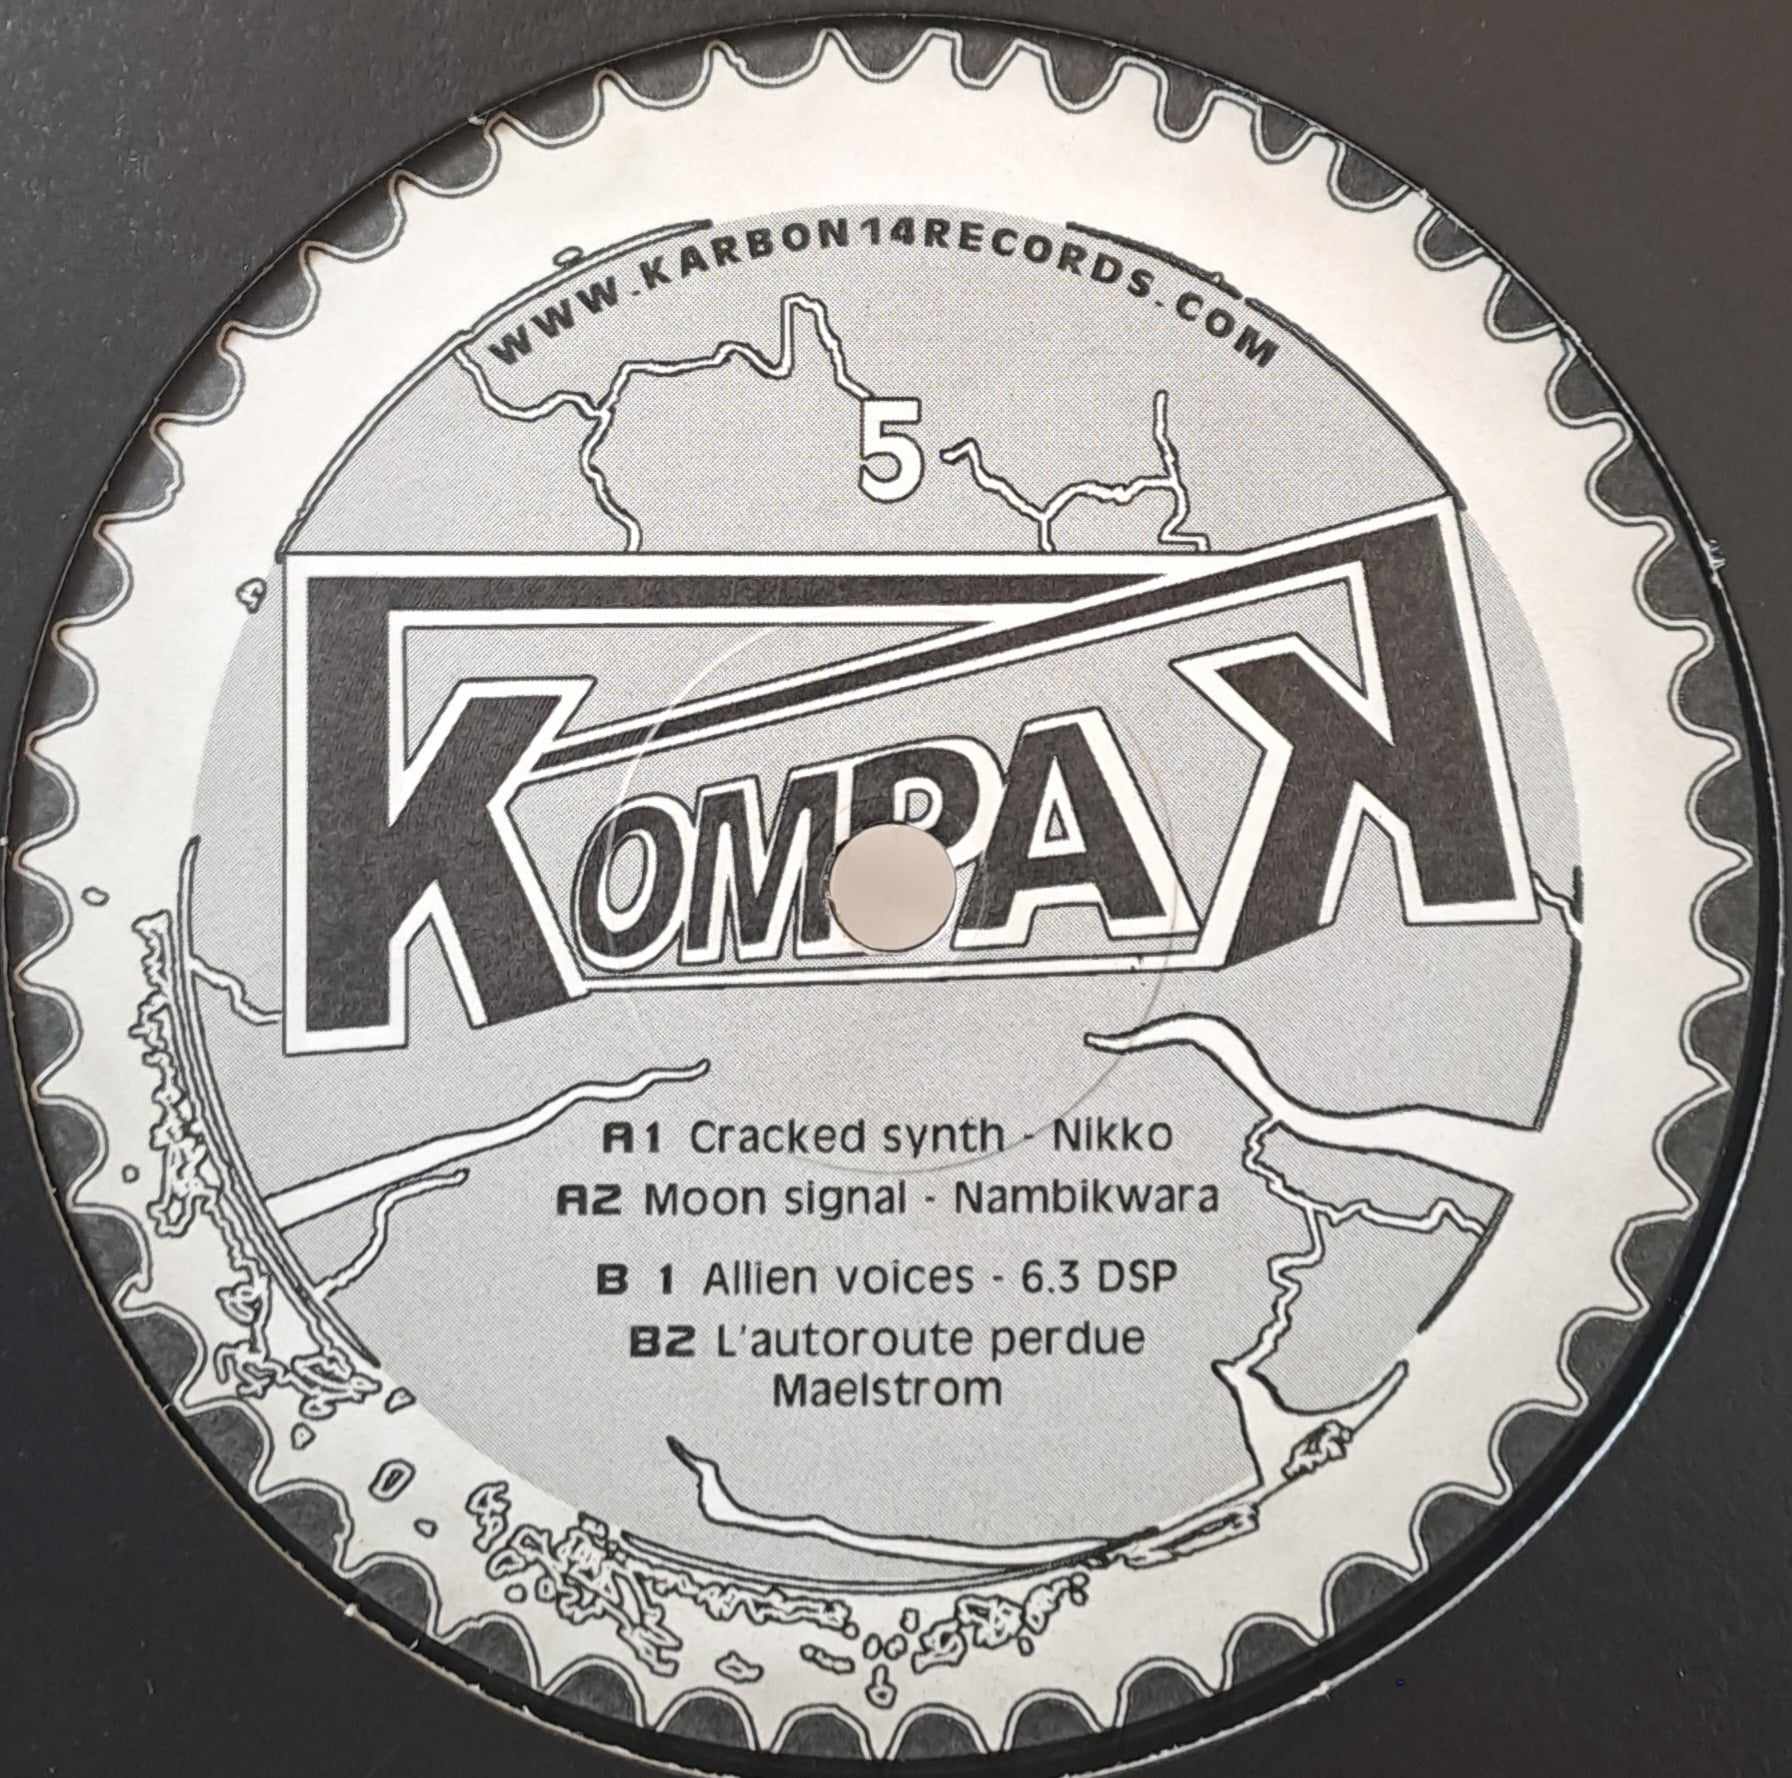 WWW.KARBON14RECORDS.COM
5
KOMPAK
A1 Cracked synth - Nikko
A2 Moon signal - Nambikwara
B 1 Allien voices - 6.3 DSP
B2 L'autoroute perdue
Maelstrom